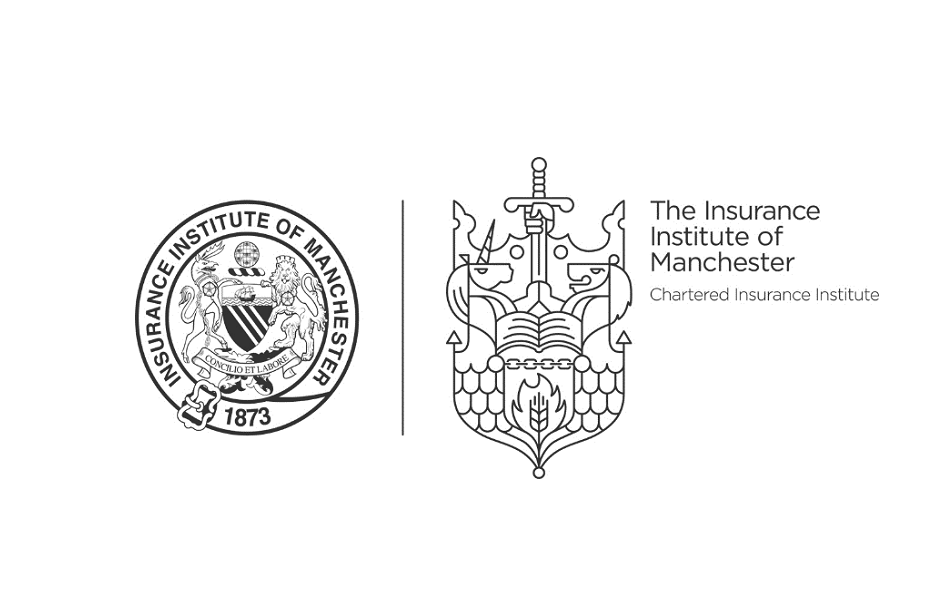 INSURANCE INSTITUTE OF MANCHESTER
CONCILIO ET LABORE
1873
The Insurance
Institute of
Manchester
Chartered Insurance Institute